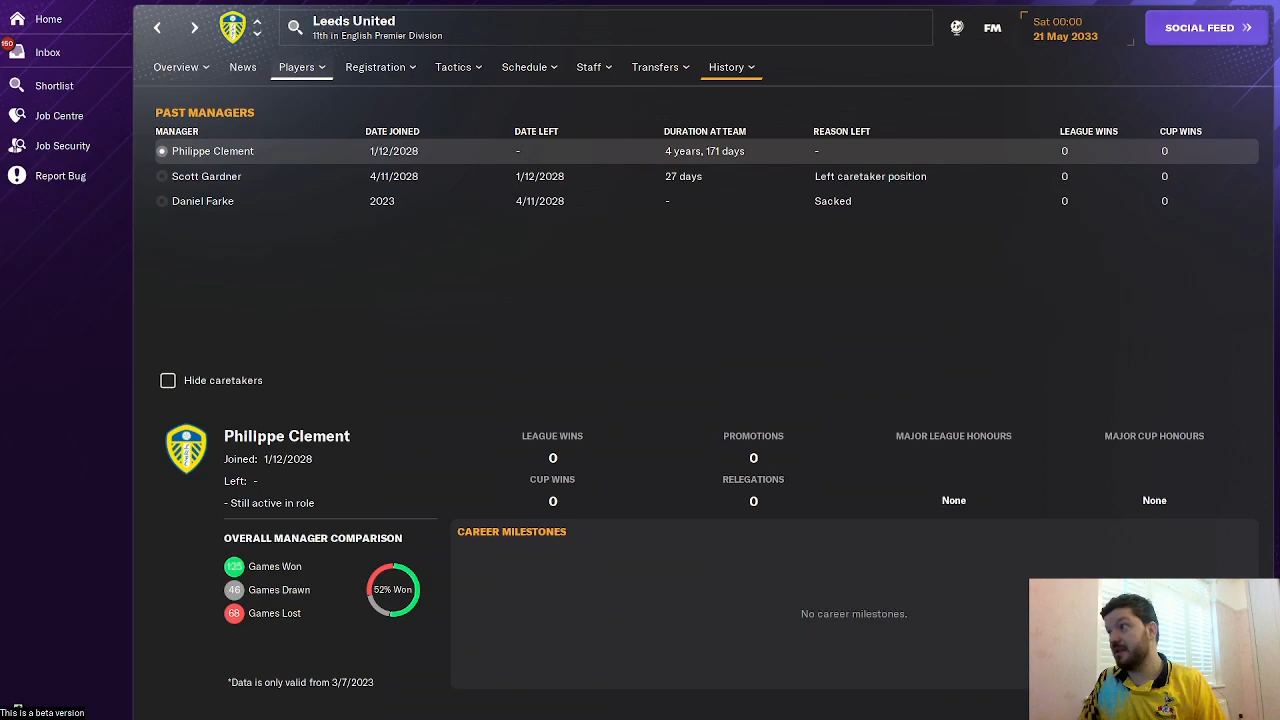 Home
150
Inbox
Shortlist
Job Centre
Job Security
Report Bug
This is a beta version
Leeds United
11th in English Premier Division
FM
Sat 00:00
21 May 2033
SOCIAL FEED
Overview
News
Players
Registration
Tactics
Schedule
Staff
Transfers
History
PAST MANAGERS
MANAGER DATE JOINED DATE LEFT DURATION AT TEAM REASON LEFT LEAGUE WINS CUP WINS
Philippe Clement 1/12/2028 - 4 years, 171 days - 0 0
Scott Gardner 4/11/2028 1/12/2028 27 days Left caretaker position 0 0
Daniel Farke 2023 4/11/2028 - Sacked 0 0
Hide caretakers
Philippe Clement
Joined: 1/12/2028
Left: -
- Still active in role
LEAGUE WINS
0
CUP WINS
0
PROMOTIONS
0
RELEGATIONS
0
MAJOR LEAGUE HONOURS
None
MAJOR CUP HONOURS
None
OVERALL MANAGER COMPARISON
125 Games Won
46 Games Drawn
68 Games Lost
52% Won
*Data is only valid from 3/7/2023
CAREER MILESTONES
No career milestones.